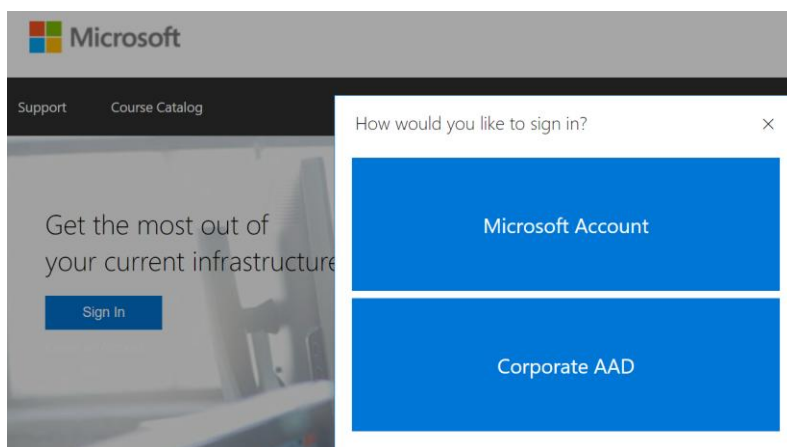 Microsoft
Support Course Catalog
How would you like to sign in?
Get the most out of
your current infrastructure
Sign In
Microsoft Account
Corporate AAD